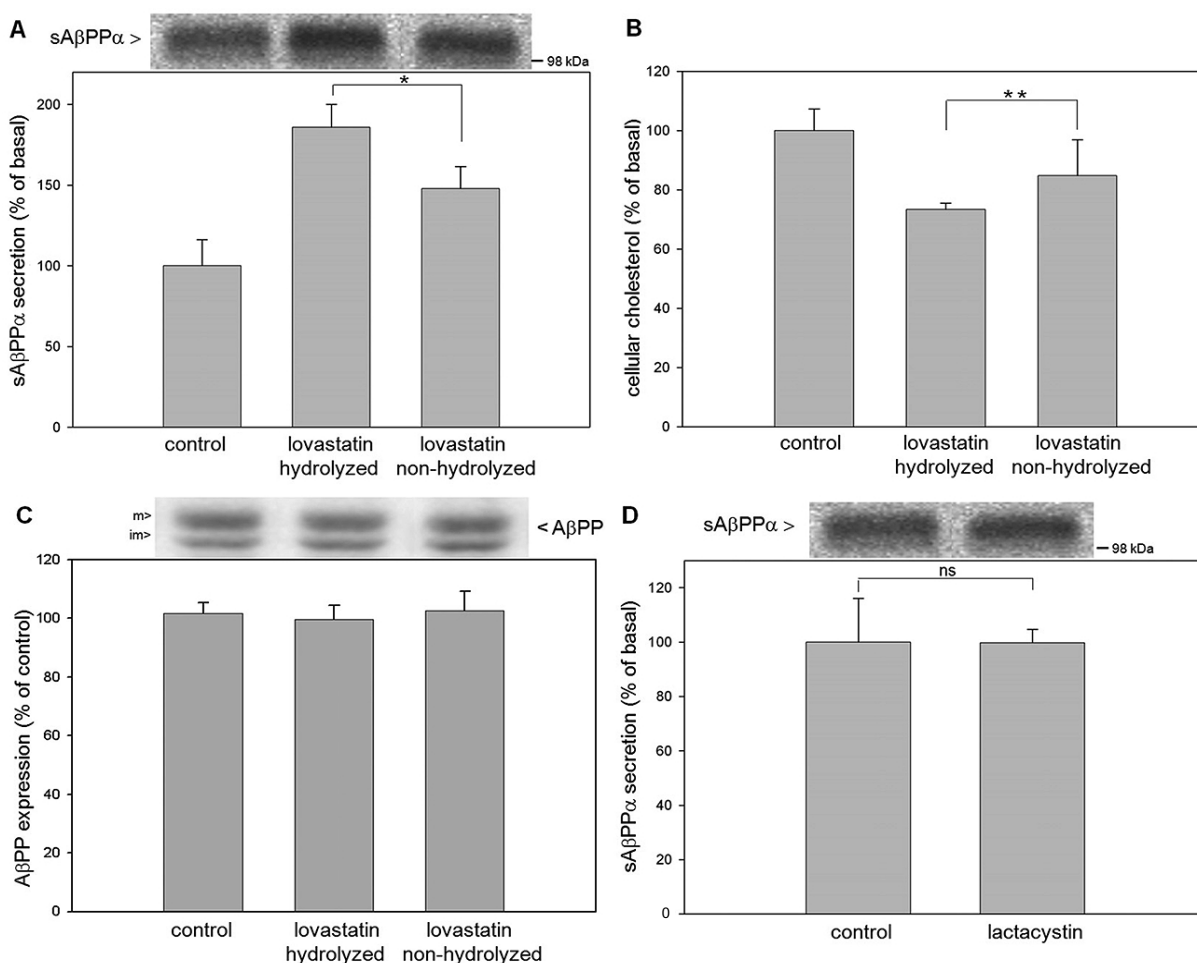 A
sAβPPα >
98 kDa
*
sAβPPα secretion (% of basal)
200
150
100
50
0
control
lovastatin
hydrolyzed
lovastatin
non-hydrolyzed
B
120
100
80
60
40
20
0
**
cellular cholesterol (% of basal)
control
lovastatin
hydrolyzed
lovastatin
non-hydrolyzed
C
m>
im>
< AβPP
AβPP expression (% of control)
120
100
80
60
40
20
0
control
lovastatin
hydrolyzed
lovastatin
non-hydrolyzed
D
sAβPPα >
98 kDa
ns
sAβPPα secretion (% of basal)
120
100
80
60
40
20
0
control
lactacystin